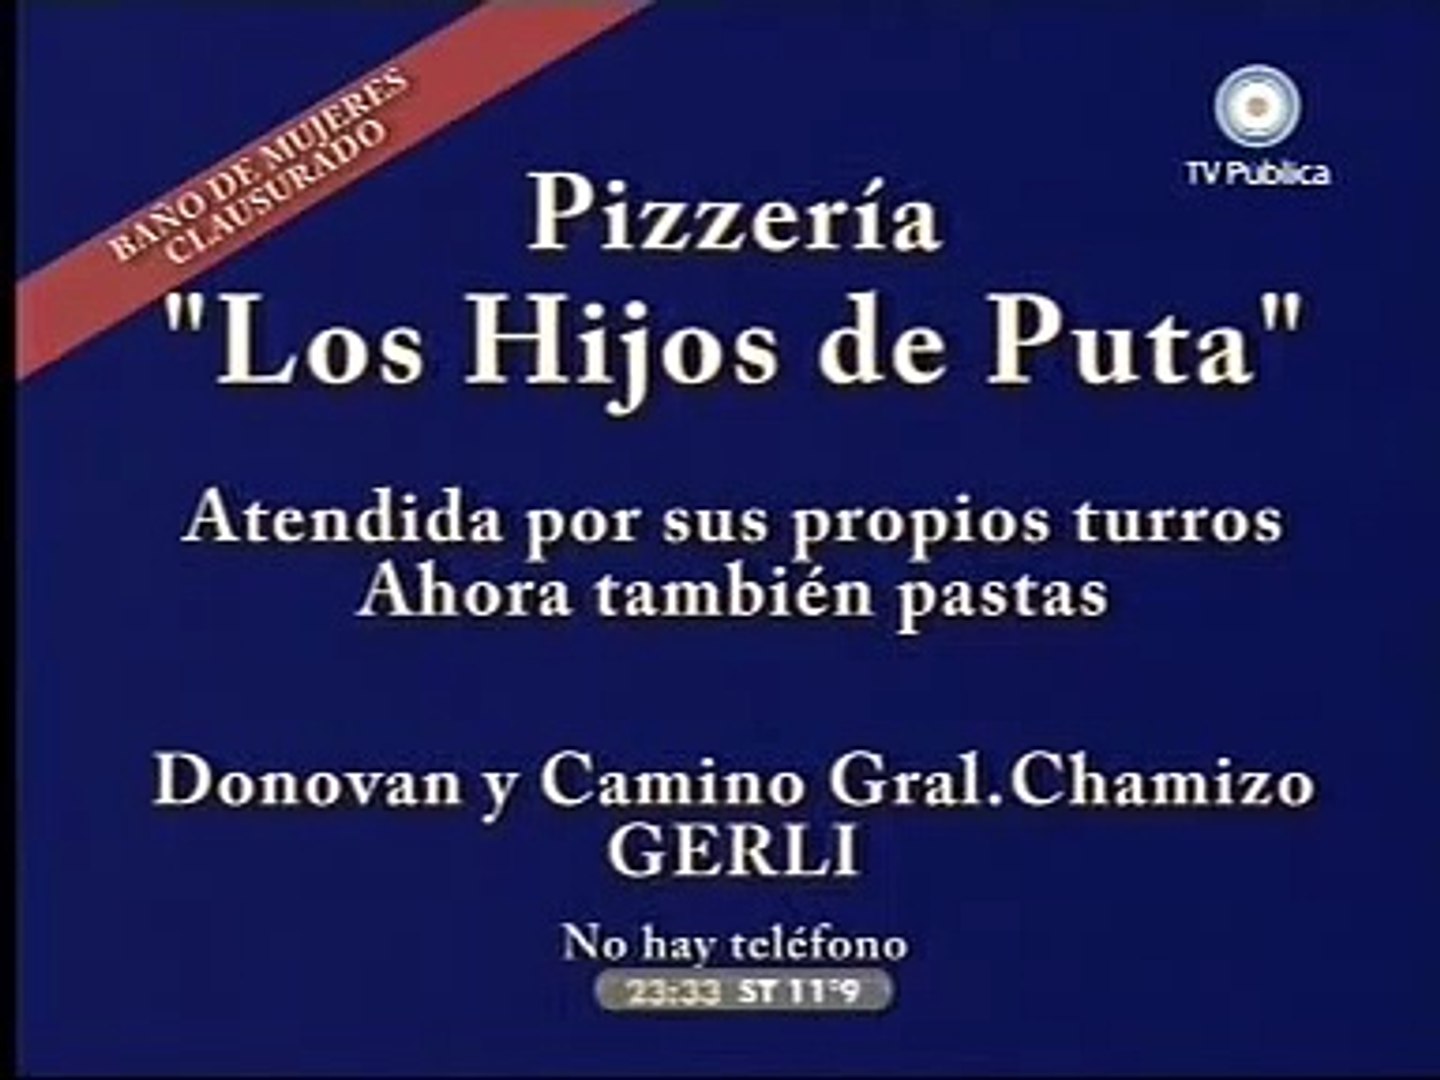 BAÑO DE MUJERES
CLAUSURADO
TV Pública
Pizzería
"Los Hijos de Puta"
Atendida por sus propios turros
Ahora también pastas
Donovan y Camino Gral.Chamizo
GERLI
No hay teléfono
23:33 ST 11°9